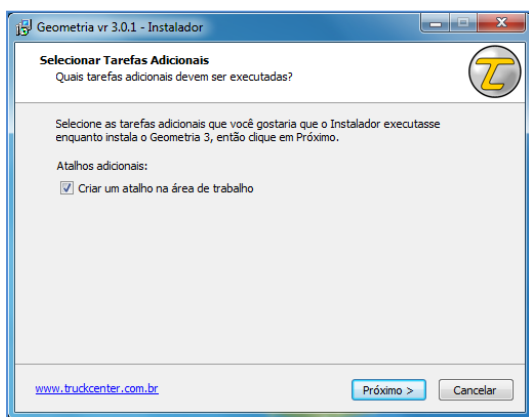 Geometria vr 3.0.1 - Instalador
Selecionar Tarefas Adicionais
Quais tarefas adicionais devem ser executadas?
Selecione as tarefas adicionais que você gostaria que o Instalador executasse
enquanto instala o Geometria 3, então clique em Próximo.
Atalhos adicionais:
Criar um atalho na área de trabalho
www.truckcenter.com.br
Próximo >
Cancelar